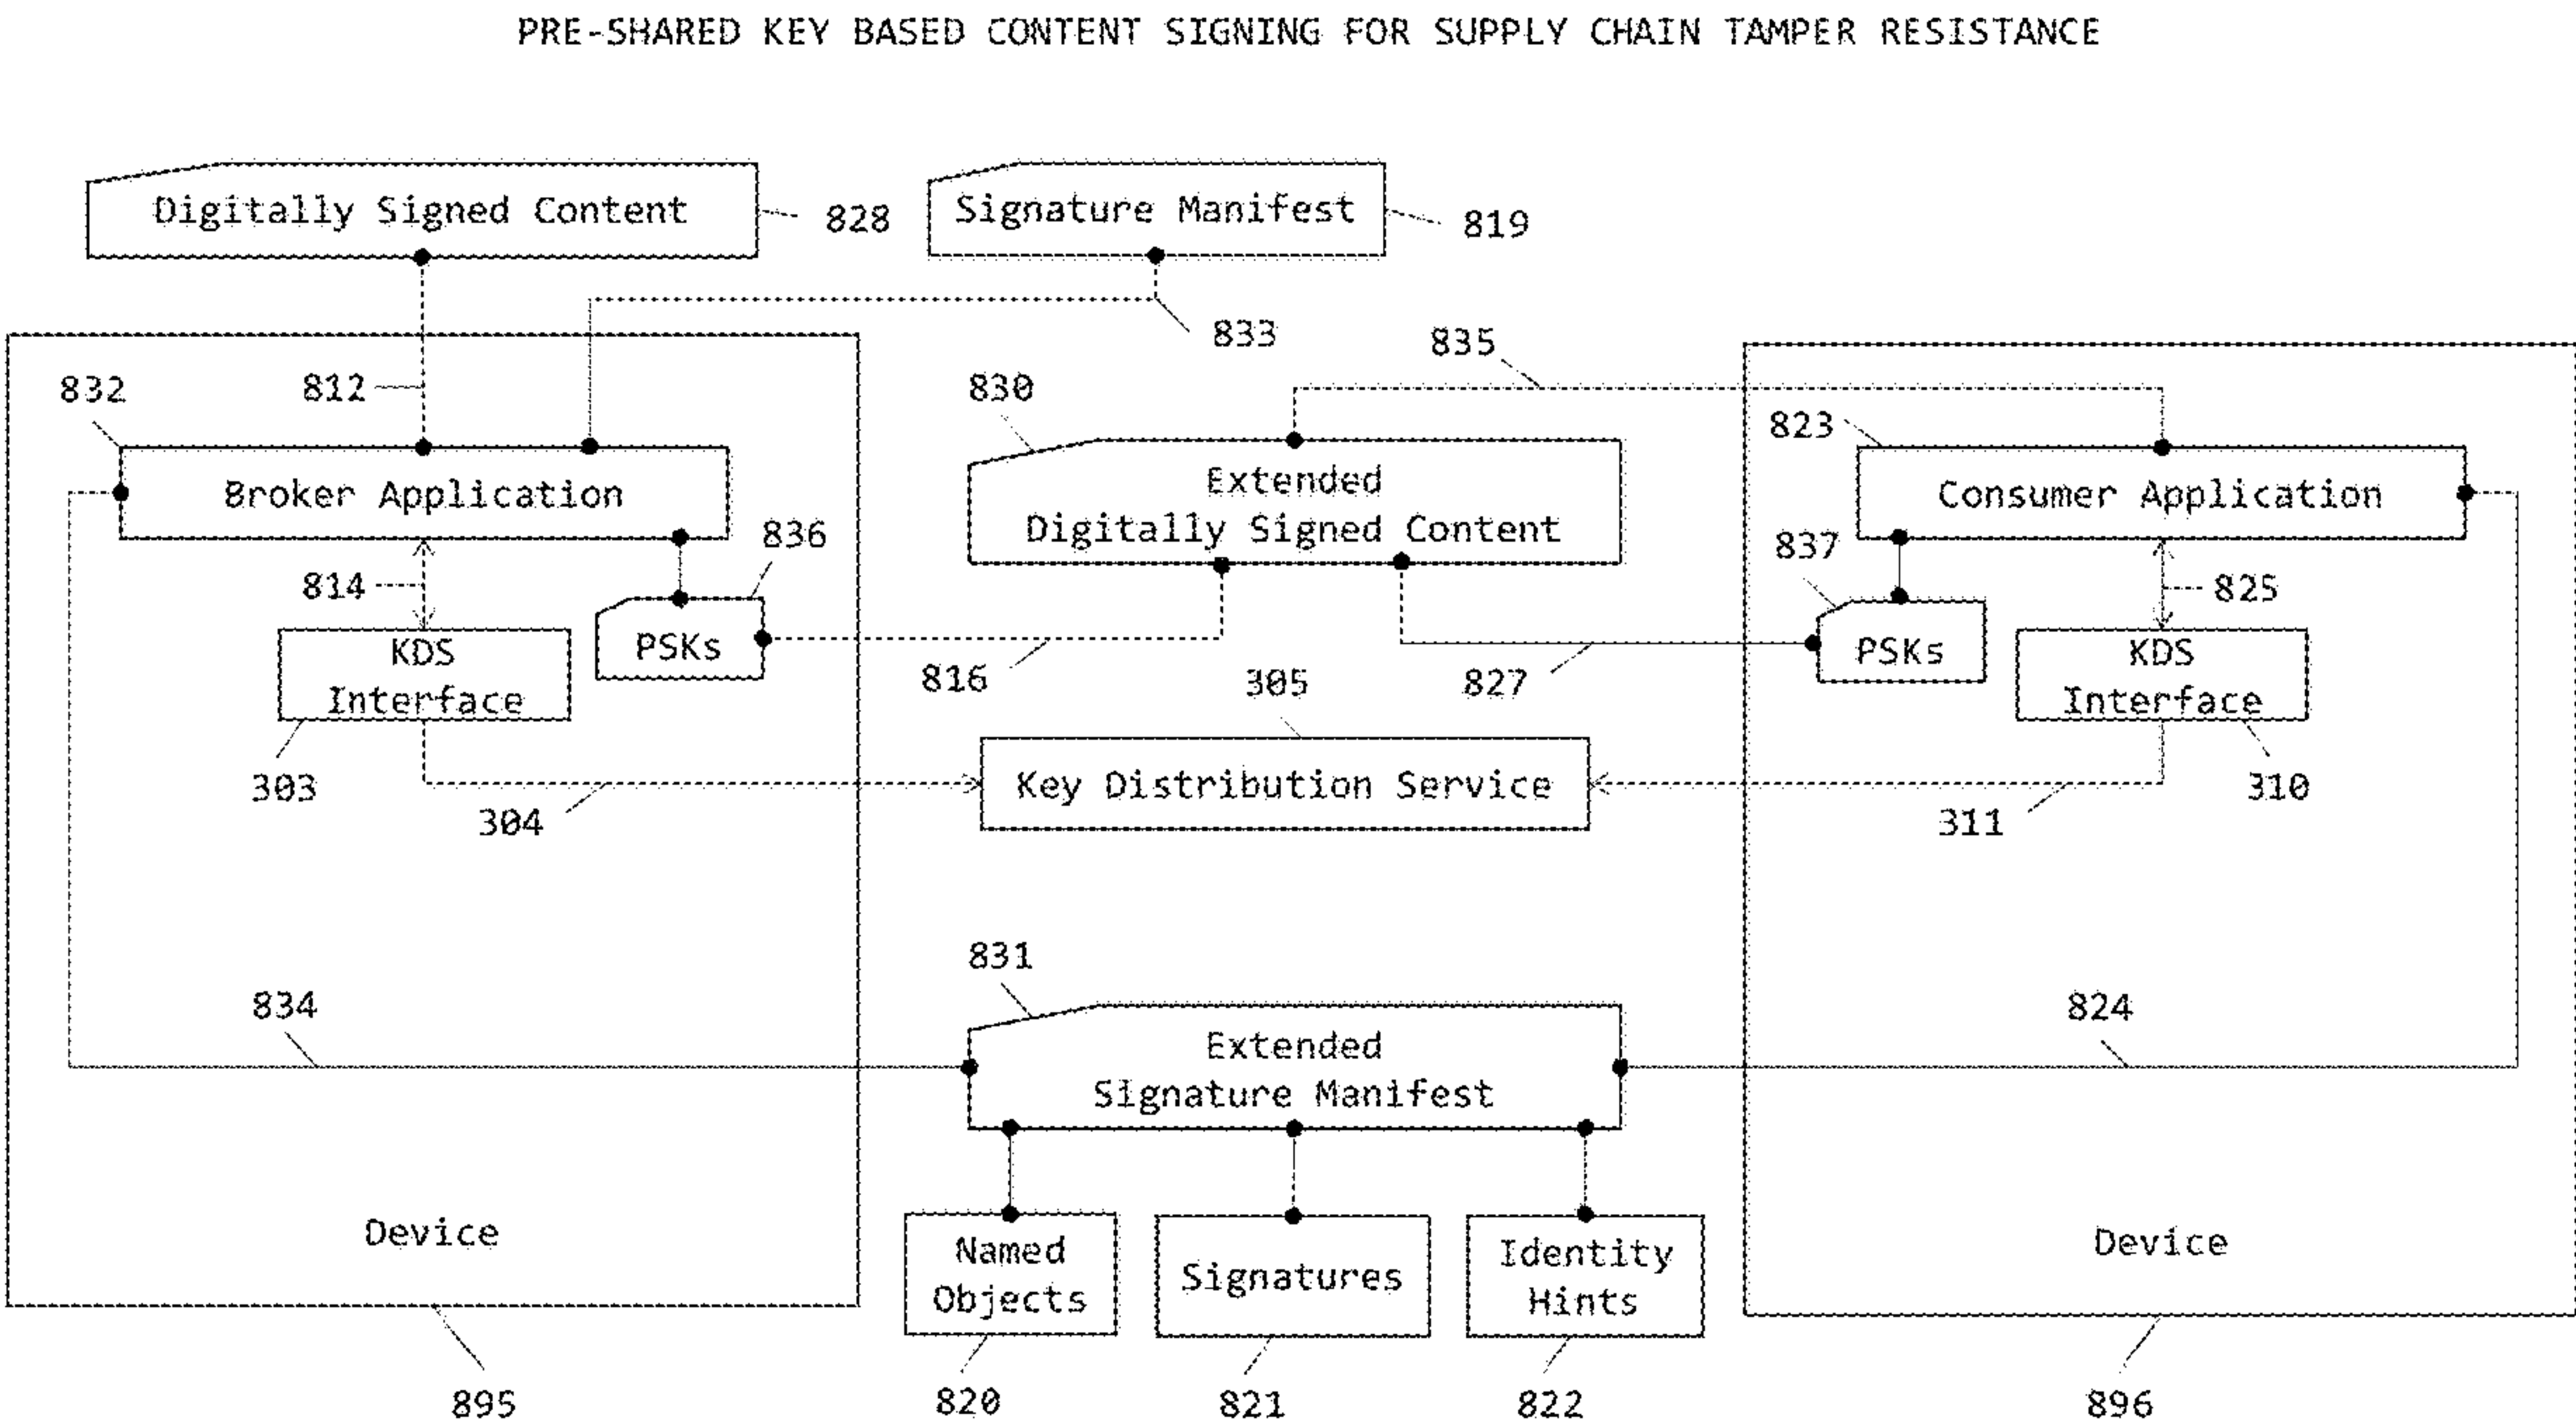 PRE-SHARED KEY BASED CONTENT SIGNING FOR SUPPLY CHAIN TAMPER RESISTANCE
Digitally Signed Content
828
Signature Manifest
819
833
835
832
812
830
823
Broker Application
Extended
Digitally Signed Content
Consumer Application
836
837
814
825
KDS
Interface
PSKs
816
827
PSKs
KDS
Interface
305
303
304
Key Distribution Service
311
310
831
834
824
Extended
Signature Manifest
Device
Named
Objects
Signatures
Identity
Hints
Device
895
820
821
822
896